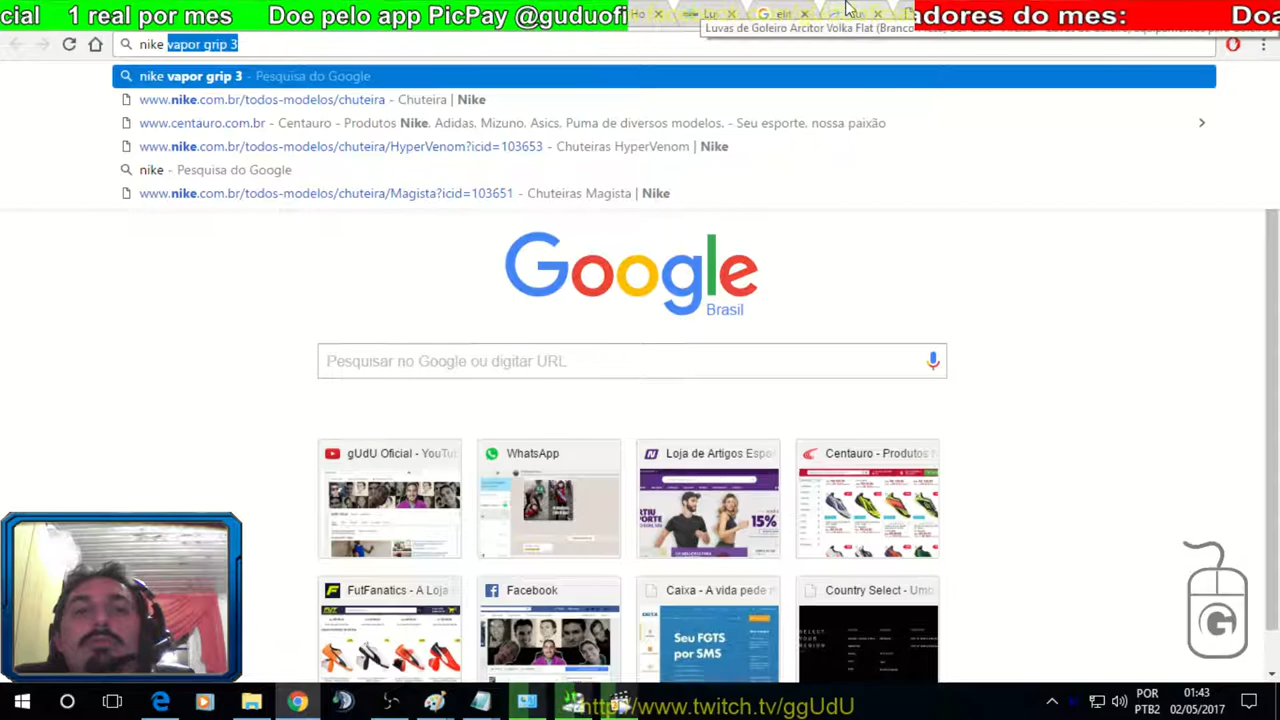 cial 1 real por mes Doe pelo app PicPay @guduofi
adores do mes: Doa
Luvas de Goleiro Arcitor Volka Flat (Branco
nike vapor grip 3
nike vapor grip 3 - Pesquisa do Google
www.nike.com.br/todos-modelos/chuteira - Chuteira | Nike
www.centauro.com.br - Centauro - Produtos Nike. Adidas. Mizuno. Asics. Puma de diversos modelos. - Seu esporte. nossa paixão
www.nike.com.br/todos-modelos/chuteira/HyperVenom?icid=103653 - Chuteiras HyperVenom | Nike
nike - Pesquisa do Google
www.nike.com.br/todos-modelos/chuteira/Magista?icid=103651 - Chuteiras Magista | Nike
Google
Brasil
Pesquisar no Google ou digitar URL
gUdU Oficial - YouTu
WhatsApp
Loja de Artigos Espo
Centauro - Produtos N
15%
FutFanatics - A Loja
Facebook
Caixa - A vida pede m
Country Select - Umb
Seu FGTS
por SMS
SELECT
YOUR
REGION
G
http://www.twitch.tv/ggUdU
POR
PTB2
01:43
02/05/2017